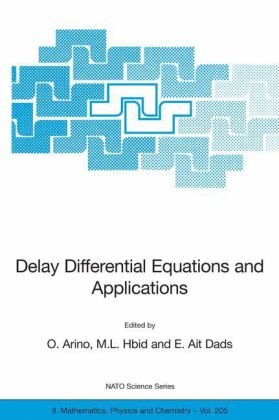 Delay Differential Equations and
Applications
Edited by
O. Arino, M.L. Hbid and E. Ait Dads
NATO Science Series
II. Mathematics, Physics and Chemistry – Vol. 205